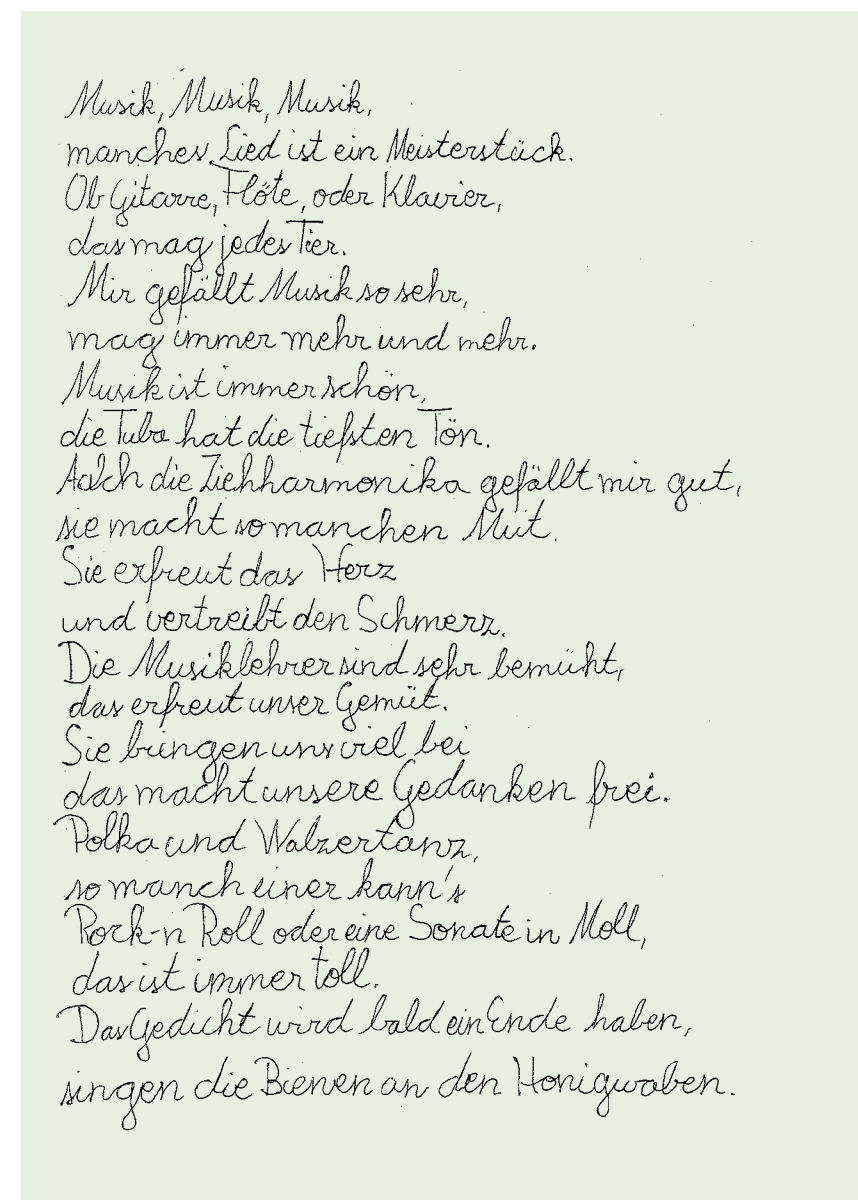 Musik, Musik, Musik,
manches Lied ist ein Meisterstück.
Ob Gitarre, Flöte, oder Klavier,
das mag jedes Tier.
Mir gefällt Musik so sehr,
mag immer mehr und mehr.
Musik ist immer schön,
die Tuba hat die tiefsten Tön.
Auch die Ziehharmonika gefällt mir gut,
sie macht so manchen Mut.
Sie erfreut das Herz
und vertreibt den Schmerz.
Die Musiklehrer sind sehr bemüht,
das erfreut unser Gemüt.
Sie bringen uns viel bei
das macht unsere Gedanken frei.
Polka und Walzertanz,
so manch einer kann's
Rock-n Roll oder eine Sonate in Moll,
das ist immer toll.
Das Gedicht wird bald ein Ende haben,
singen die Bienen an den Honigwaben.